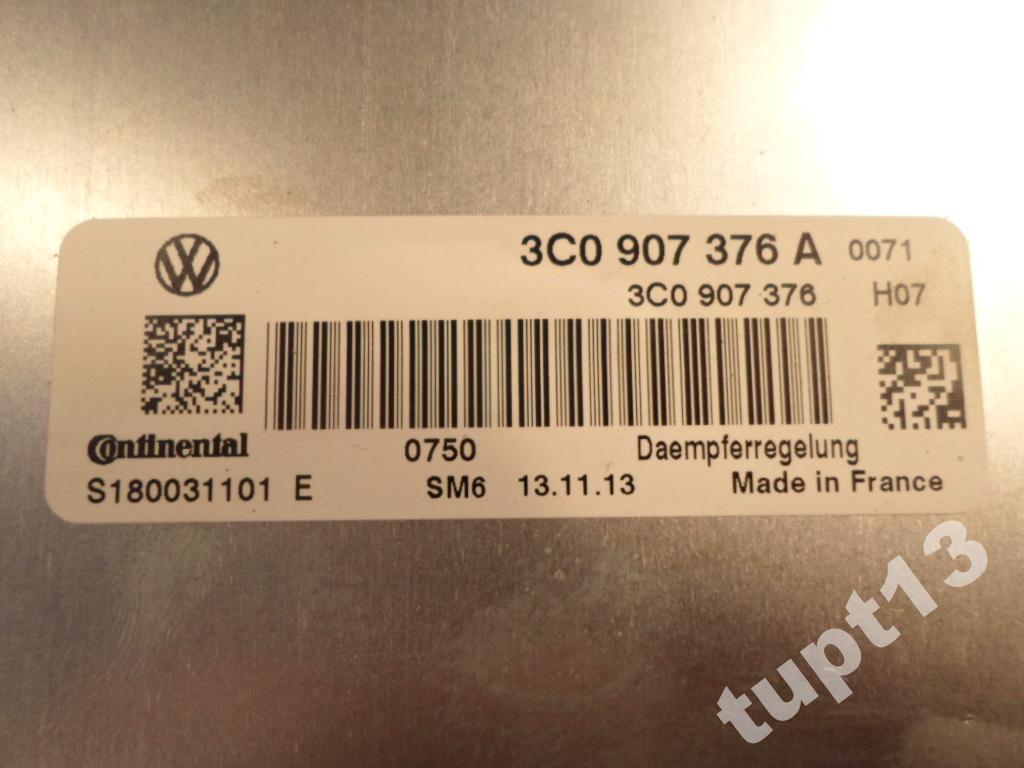 3C0 907 376 A 0071
3C0 907 376 H07
Continental 0750 Daempferregelung
S180031101 E SM6 13.11.13 Made in France
tupt13